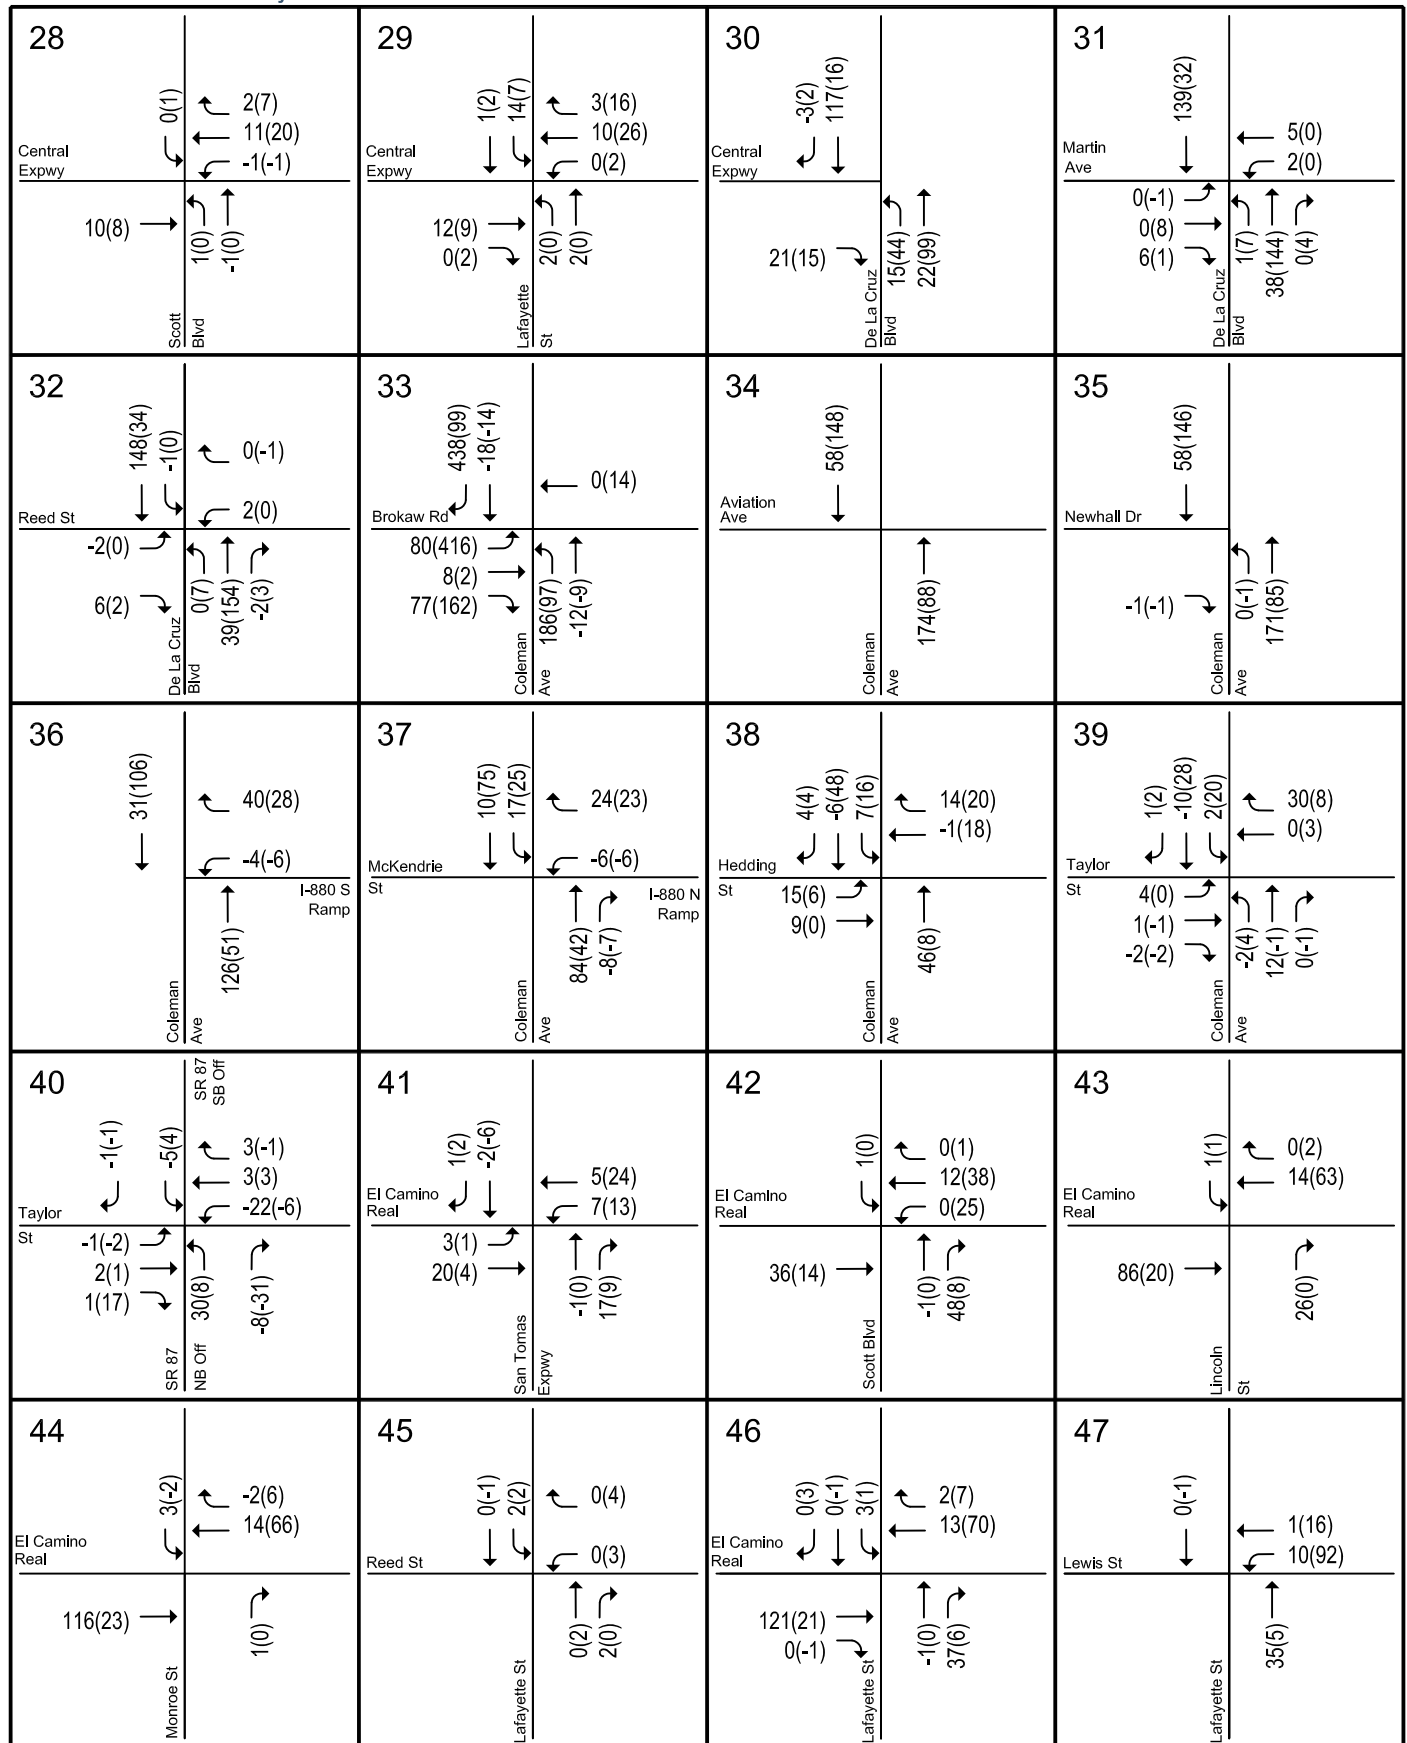 28
0(1)
2(7)
11(20)
-1(-1)
Central
Expwy
10(8)
1(0)
-1(0)
Scott
Blvd
29
1(2)
14(7)
3(16)
10(26)
0(2)
Central
Expwy
12(9)
0(2)
2(0)
2(0)
Lafayette
St
30
-3(2)
117(16)
Central
Expwy
21(15)
15(44)
22(99)
De La Cruz
Blvd
31
139(32)
5(0)
2(0)
Martin
Ave
0(-1)
0(8)
6(1)
1(7)
38(144)
0(4)
De La Cruz
Blvd
32
148(34)
-1(0)
0(-1)
2(0)
Reed St
-2(0)
6(2)
0(7)
39(154)
-2(3)
De La Cruz
Blvd
33
438(99)
-18(-14)
0(14)
Brokaw Rd
80(416)
8(2)
77(162)
186(97)
-12(-9)
Coleman
Ave
34
58(148)
Aviation
Ave
174(88)
Coleman
Ave
35
58(146)
Newhall Dr
-1(-1)
0(-1)
171(85)
Coleman
Ave
36
31(106)
40(28)
-4(-6)
I-880 S
Ramp
126(51)
Coleman
Ave
37
10(75)
17(25)
24(23)
-6(-6)
McKendrie
St
I-880 N
Ramp
84(42)
-8(-7)
Coleman
Ave
38
4(4)
-6(48)
7(16)
14(20)
-1(18)
Hedding
St
15(6)
9(0)
46(8)
Coleman
Ave
39
1(2)
-10(28)
2(20)
30(8)
0(3)
Taylor
St
4(0)
1(-1)
-2(-2)
-2(4)
12(-1)
0(-1)
Coleman
Ave
40
SR 87
SB Off
-1(-1)
-5(4)
3(-1)
3(3)
-22(-6)
Taylor
St
-1(-2)
2(1)
1(17)
30(8)
-8(-31)
SR 87
NB Off
41
1(2)
-2(-6)
5(24)
7(13)
El Camino
Real
3(1)
20(4)
-1(0)
17(9)
San Tomas
Expwy
42
1(0)
0(1)
12(38)
0(25)
El Camino
Real
36(14)
-1(0)
48(8)
Scott Blvd
43
1(1)
0(2)
14(63)
El Camino
Real
86(20)
26(0)
Lincoln
St
44
3(-2)
-2(6)
14(66)
El Camino
Real
116(23)
1(0)
Monroe St
45
0(-1)
2(2)
0(4)
0(3)
Reed St
0(2)
2(0)
Lafayette St
46
0(3)
0(-1)
3(1)
2(7)
13(70)
El Camino
Real
121(21)
0(-1)
-1(0)
37(6)
Lafayette St
47
0(-1)
1(16)
10(92)
Lewis St
35(5)
Lafayette St